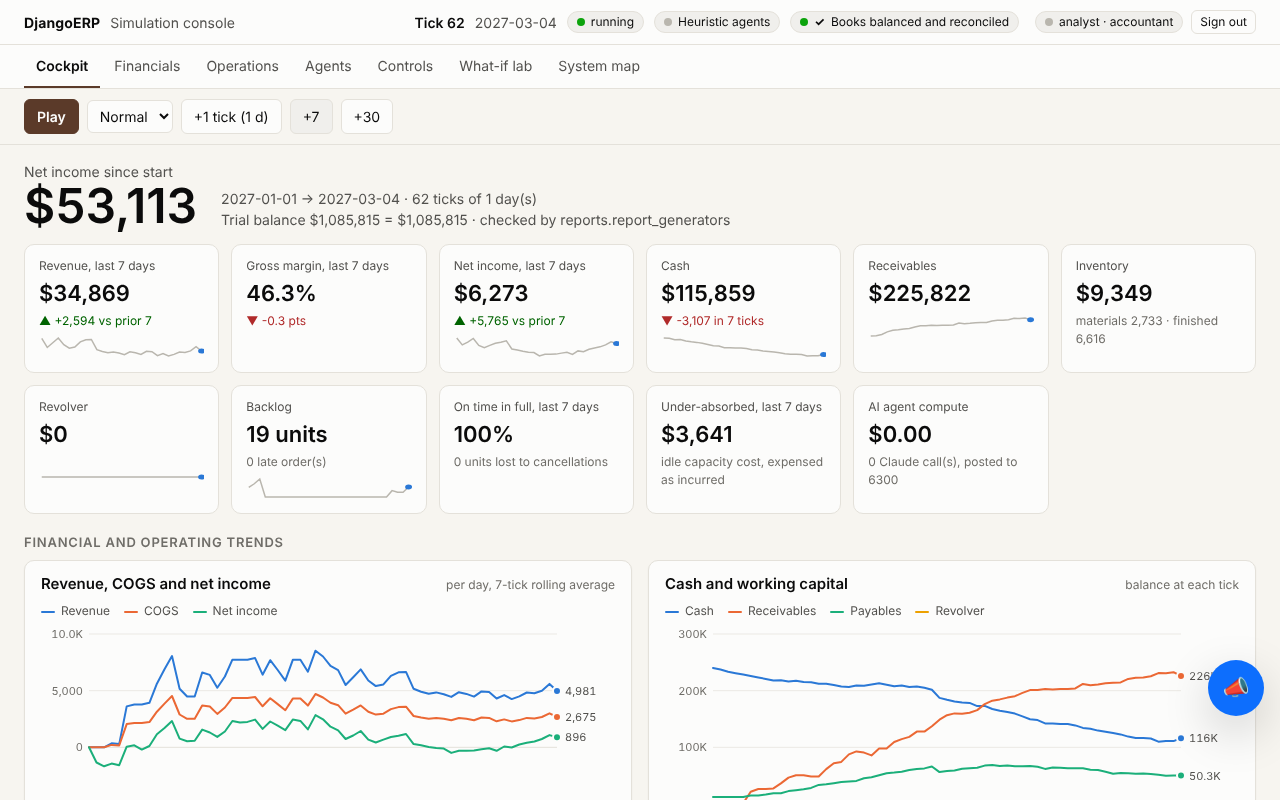 DjangoERP Simulation console Tick 62 2027-03-04 running Heuristic agents ✔ Books balanced and reconciled analyst · accountant Sign out
Cockpit Financials Operations Agents Controls What-if lab System map
Play Normal +1 tick (1 d) +7 +30
Net income since start
$53,113
2027-01-01 → 2027-03-04 · 62 ticks of 1 day(s)
Trial balance $1,085,815 = $1,085,815 · checked by reports.report_generators
Revenue, last 7 days
$34,869
▲ +2,594 vs prior 7
Gross margin, last 7 days
46.3%
▼ -0.3 pts
Net income, last 7 days
$6,273
▲ +5,765 vs prior 7
Cash
$115,859
▼ -3,107 in 7 ticks
Receivables
$225,822
Inventory
$9,349
materials 2,733 · finished
6,616
Revolver
$0
Backlog
19 units
0 late order(s)
On time in full, last 7 days
100%
0 units lost to cancellations
Under-absorbed, last 7 days
$3,641
idle capacity cost, expensed
as incurred
AI agent compute
$0.00
0 Claude call(s), posted to
6300
FINANCIAL AND OPERATING TRENDS
Revenue, COGS and net income per day, 7-tick rolling average
Revenue COGS Net income
10.0K
5,000
0
4,981
2,675
896
Cash and working capital balance at each tick
Cash Receivables Payables Revolver
300K
200K
100K
116K
50.3K